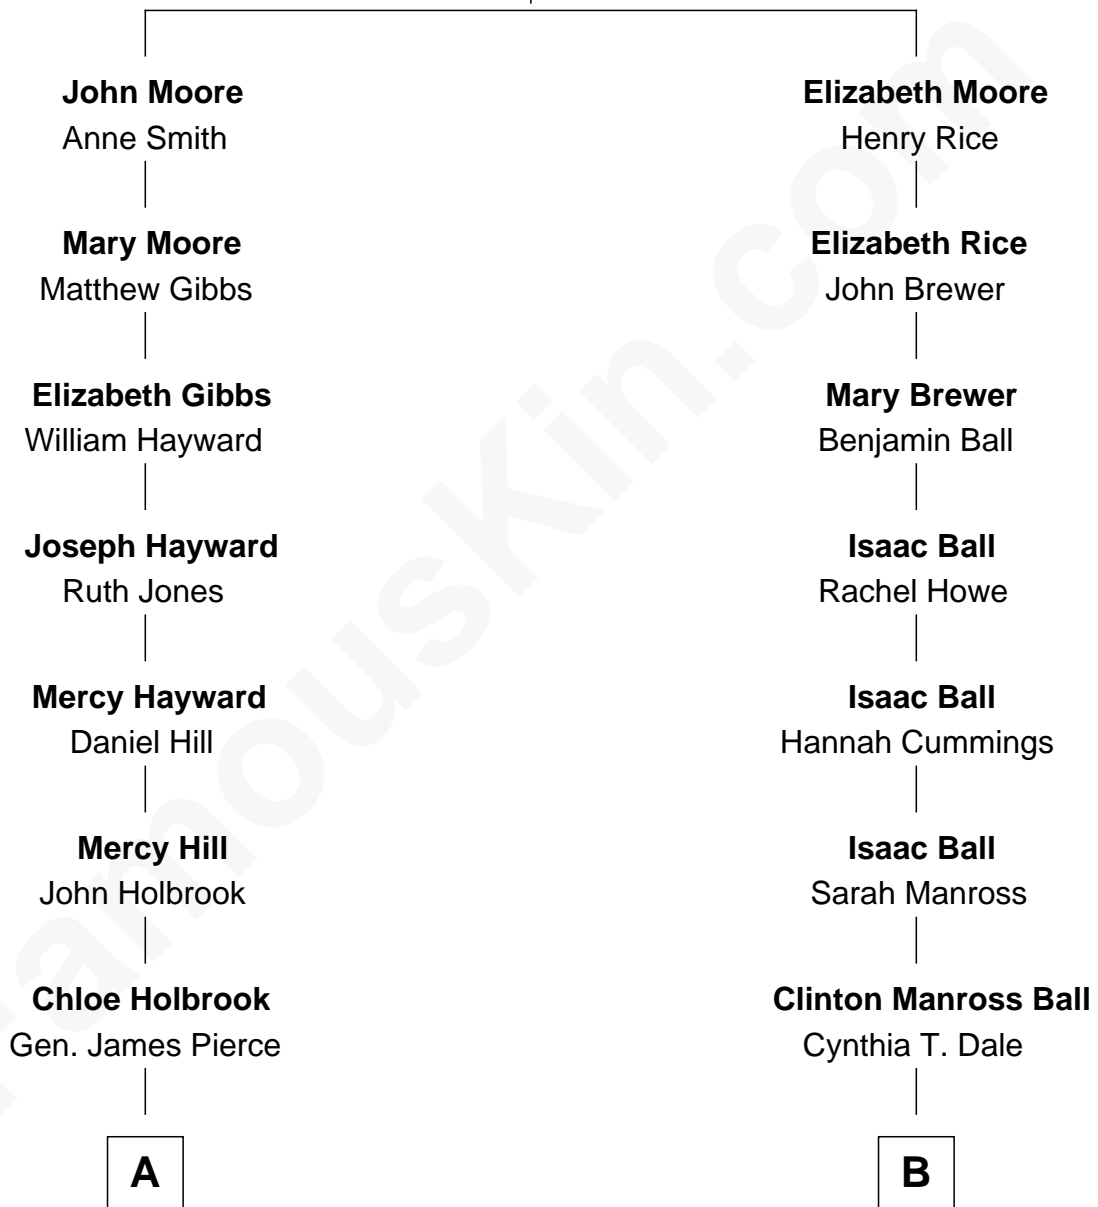 John Moore
Anne Smith
Mary Moore
Matthew Gibbs
Elizabeth Gibbs
William Hayward
Joseph Hayward
Ruth Jones
Mercy Hayward
Daniel Hill
Mercy Hill
John Holbrook
Chloe Holbrook
Gen. James Pierce
A
Elizabeth Moore
Henry Rice
Elizabeth Rice
John Brewer
Mary Brewer
Benjamin Ball
Isaac Ball
Rachel Howe
Isaac Ball
Hannah Cummings
Isaac Ball
Sarah Manross
Clinton Manross Ball
Cynthia T. Dale
B
FamousKin.com